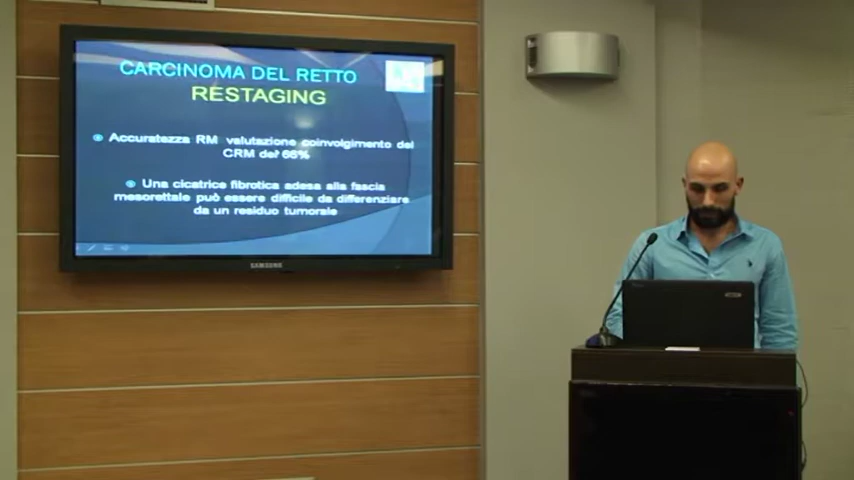 CARCINOMA DEL RETTO
RESTAGING
Accuratezza RM valutazione coinvolgimento del
CRM del 66%
Una cicatrice fibrotica adesa alla fascia
mesorettale può essere difficile da differenziare
da un residuo tumorale
SAMSUNG